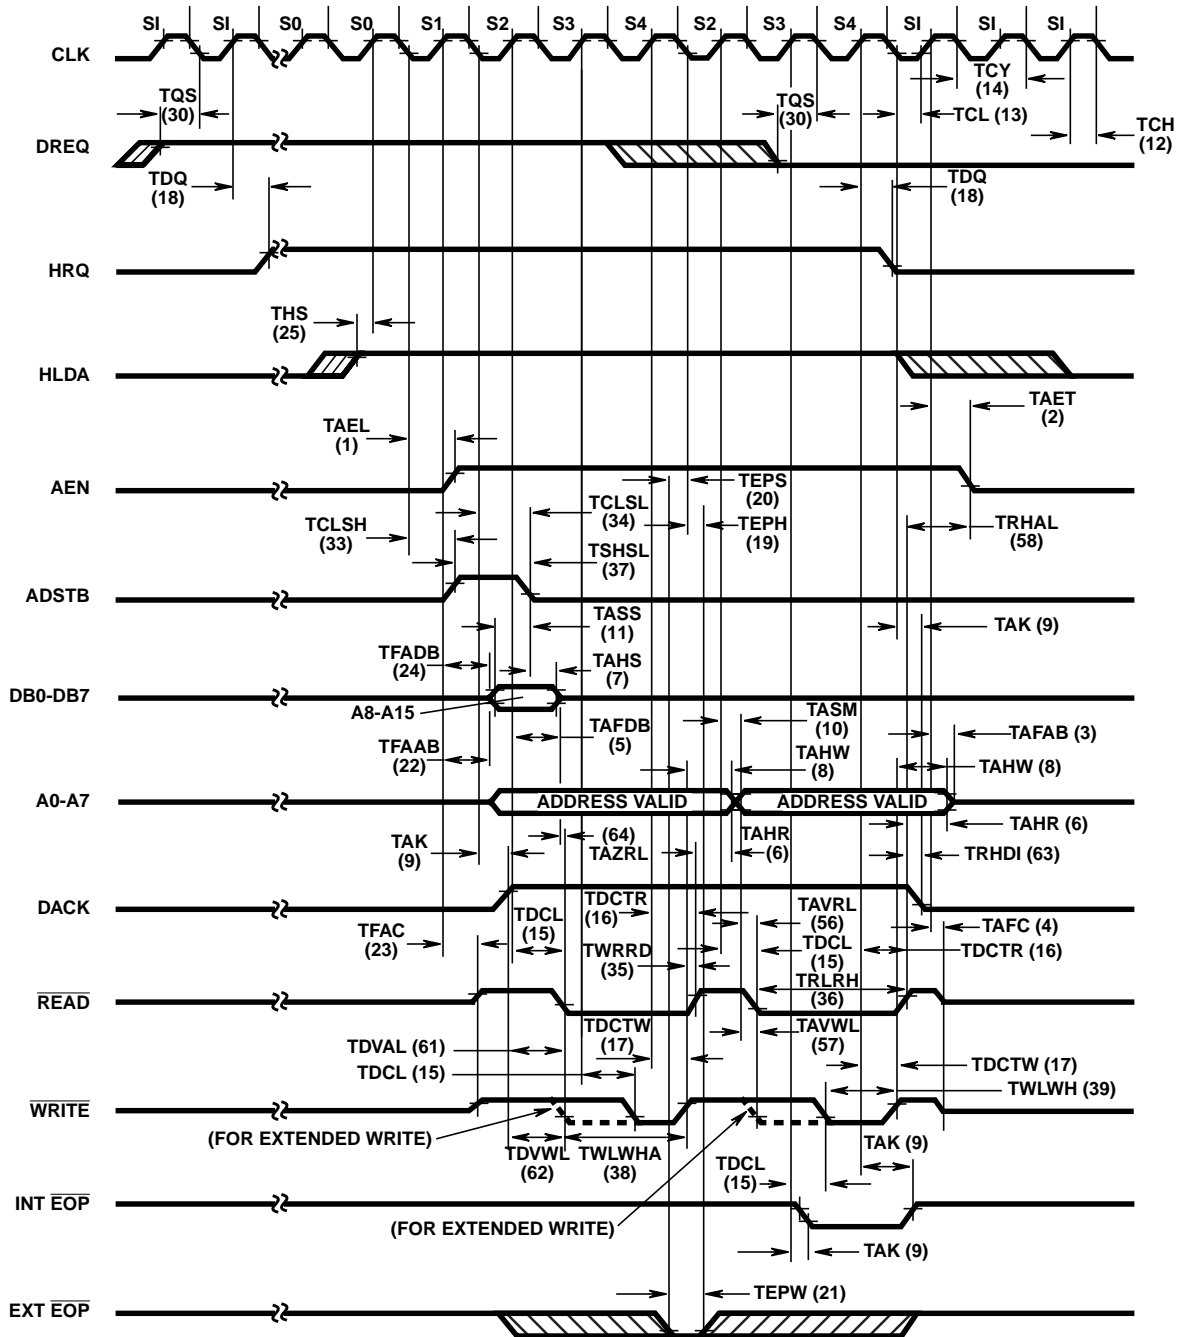 SI SI S0 S0 S1 S2 S3 S4 S2 S3 S4 SI SI SI
CLK
TCY
(14)
TQS
(30)
TQS
(30)
TCL (13)
TCH
(12)
DREQ
TDQ
(18)
TDQ
(18)
HRQ
THS
(25)
HLDA
TAET
(2)
TAEL
(1)
AEN
TEPS
(20)
TCLSL
(34)
TEPH
(19)
TCLSH
(33)
TRHAL
(58)
TSHSL
(37)
ADSTB
TASS
(11)
TAK (9)
TFADB
(24)
TAHS
(7)
DB0-DB7
A8-A15
TASM
(10)
TAFDB
(5)
TAFAB (3)
TFAAB
(22)
TAHW
(8)
TAHW (8)
A0-A7
ADDRESS VALID
ADDRESS VALID
TAHR (6)
(64)
TAZRL
TAK
(9)
TAHR
(6)
TRHDI (63)
DACK
TDCTR
(16)
TAVRL
(56)
TAFC (4)
TDCL
(15)
TFAC
(23)
TWRRD
(35)
TDCL
(15)
TDCTR (16)
READ
TRLRH
(36)
TDCTW
(17)
TAVWL
(57)
TDVAL (61)
TDCTW (17)
TDCL (15)
TWLWH (39)
WRITE
(FOR EXTENDED WRITE)
TAK (9)
TDVWL
(62)
TWLWHA
(38)
TDCL
(15)
INT EOP
(FOR EXTENDED WRITE)
TAK (9)
TEPW (21)
EXT EOP